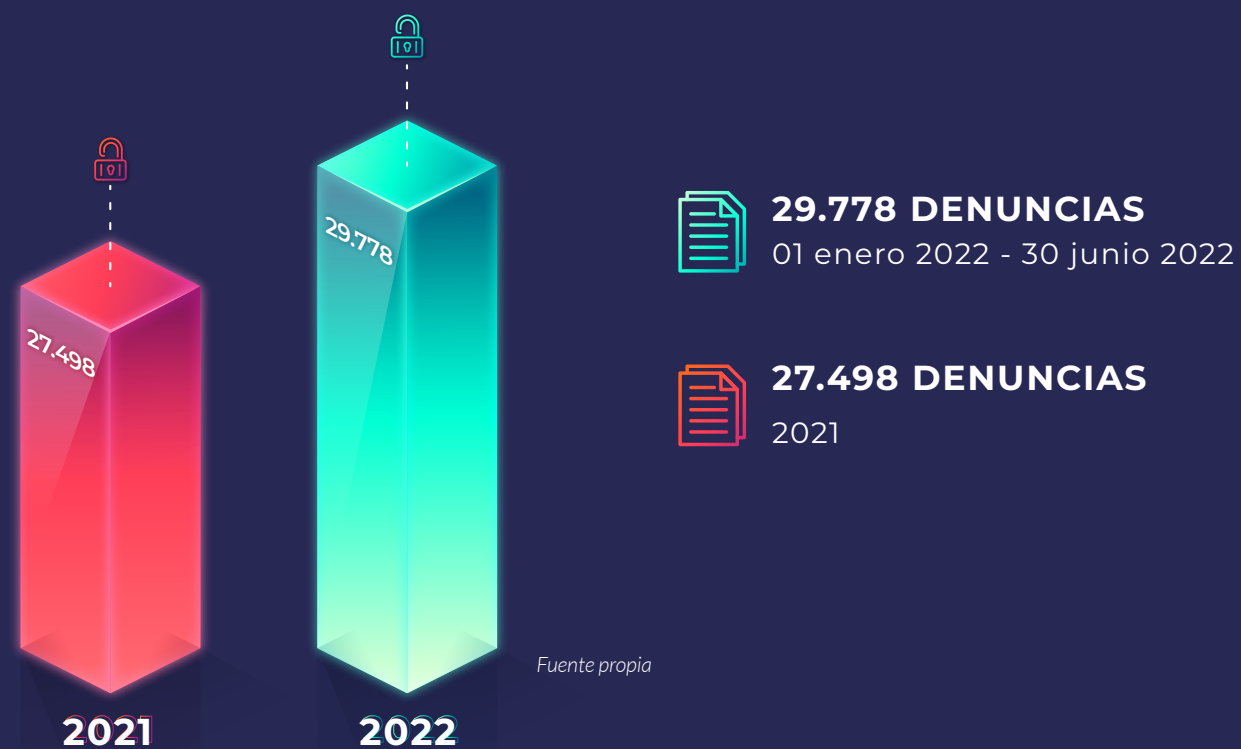 29.778
27.498
29.778 DENUNCIAS
01 enero 2022 - 30 junio 2022
27.498 DENUNCIAS
2021
Fuente propia
2021
2022